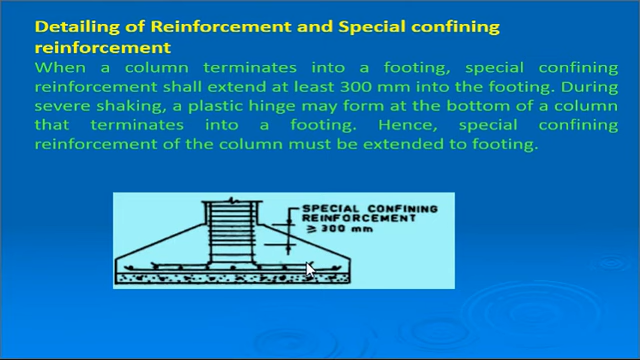 Detailing of Reinforcement and Special confining
reinforcement
When a column terminates into a footing, special confining
reinforcement shall extend at least 300 mm into the footing. During
severe shaking, a plastic hinge may form at the bottom of a column
that terminates into a footing. Hence, special confining
reinforcement of the column must be extended to footing.
SPECIAL CONFINING
REINFORCEMENT
≥ 300 mm